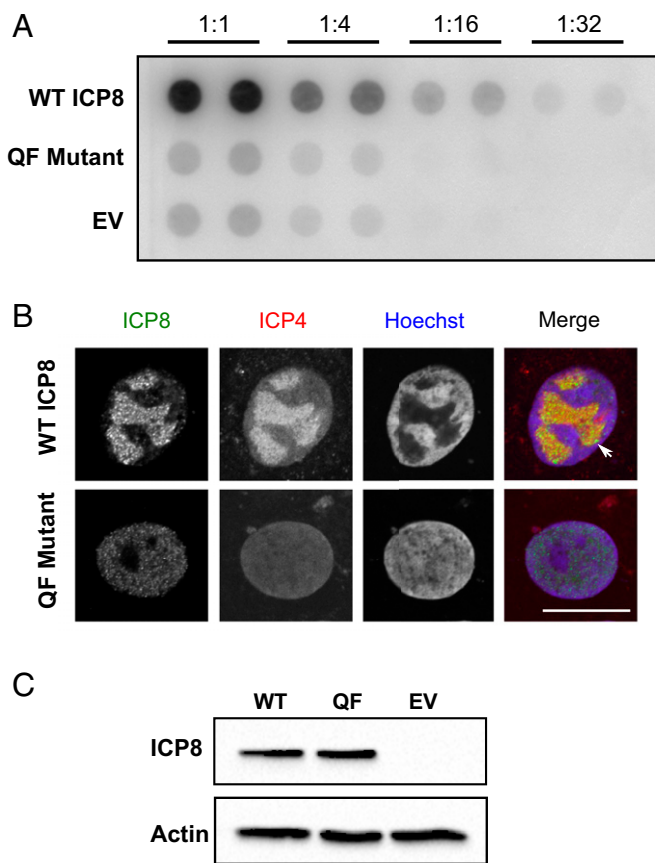 A
1:1 1:4 1:16 1:32
WT ICP8
QF Mutant
EV
B
ICP8 ICP4 Hoechst Merge
WT ICP8
QF Mutant
C
WT QF EV
ICP8
Actin